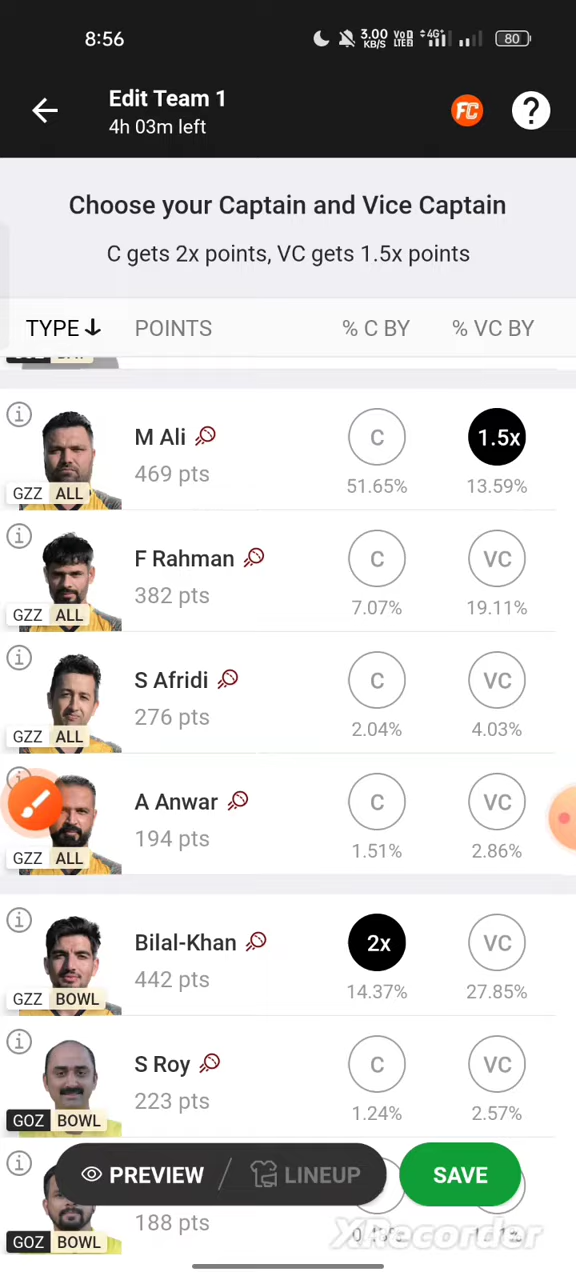 8:56
3.00 KB/S VoD LTE 4G 80
Edit Team 1
4h 03m left
FC ?
Choose your Captain and Vice Captain
C gets 2x points, VC gets 1.5x points
TYPE POINTS % C BY % VC BY
M Ali C 1.5x
469 pts
51.65% 13.59%
GZZ ALL
F Rahman C VC
382 pts
7.07% 19.11%
GZZ ALL
S Afridi C VC
276 pts
2.04% 4.03%
GZZ ALL
A Anwar C VC
194 pts
1.51% 2.86%
GZZ ALL
Bilal-Khan 2x VC
442 pts
14.37% 27.85%
GZZ BOWL
S Roy C VC
223 pts
1.24% 2.57%
GOZ BOWL
PREVIEW / LINEUP SAVE
188 pts
XRecorder
GOZ BOWL